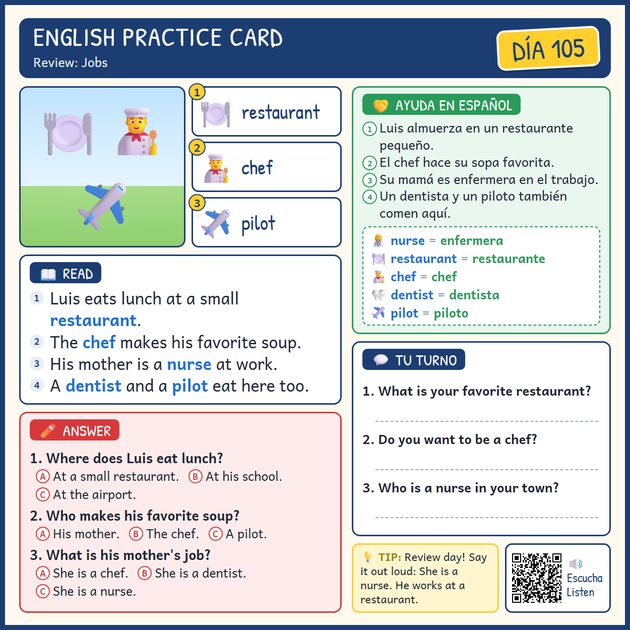 ENGLISH PRACTICE CARD
Review: Jobs
DÍA 105
1
restaurant
2
chef
3
pilot
READ
1 Luis eats lunch at a small
restaurant.
2 The chef makes his favorite soup.
3 His mother is a nurse at work.
4 A dentist and a pilot eat here too.
ANSWER
1. Where does Luis eat lunch?
A At a small restaurant. B At his school.
C At the airport.
2. Who makes his favorite soup?
A His mother. B The chef. C A pilot.
3. What is his mother's job?
A She is a chef. B She is a dentist.
C She is a nurse.
AYUDA EN ESPAÑOL
1 Luis almuerza en un restaurante
pequeño.
2 El chef hace su sopa favorita.
3 Su mamá es enfermera en el trabajo.
4 Un dentista y un piloto también
comen aquí.
nurse = enfermera
restaurant = restaurante
chef = chef
dentist = dentista
pilot = piloto
TU TURNO
1. What is your favorite restaurant?
2. Do you want to be a chef?
3. Who is a nurse in your town?
TIP: Review day! Say
it out loud: She is a
nurse. He works at a
restaurant.
Escucha
Listen